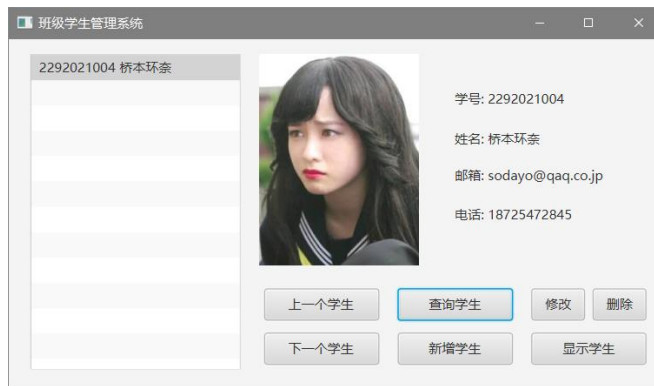 班级学生管理系统
2292021004 桥本环奈
学号: 2292021004
姓名: 桥本环奈
邮箱: sodayo@qaq.co.jp
电话: 18725472845
上一个学生 查询学生 修改 删除
下一个学生 新增学生 显示学生